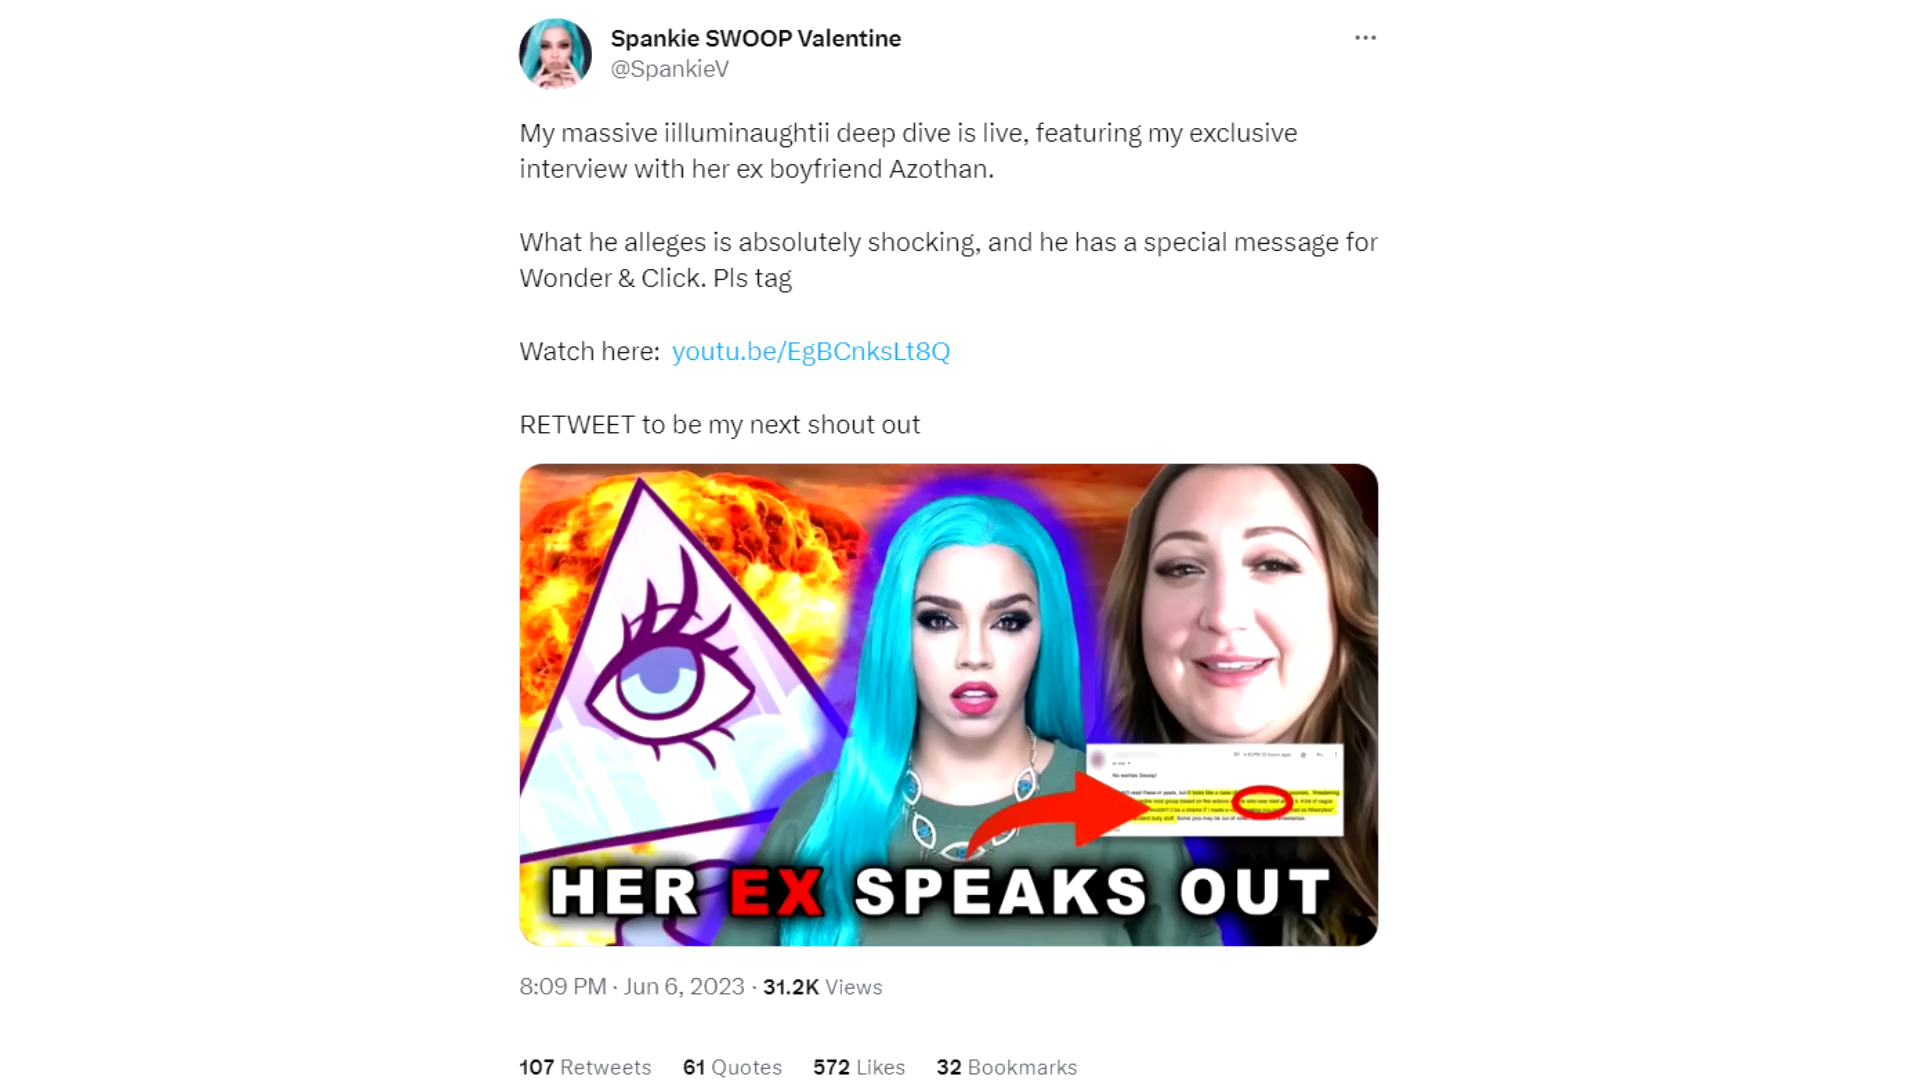 Spankie SWOOP Valentine
@SpankieV
My massive iilluminaughtii deep dive is live, featuring my exclusive
interview with her ex boyfriend Azothan.
What he alleges is absolutely shocking, and he has a special message for
Wonder & Click. Pls tag
Watch here: youtu.be/EgBCnksLt8Q
RETWEET to be my next shout out
No worries Swoop!
HER EX SPEAKS OUT
8:09 PM · Jun 6, 2023 · 31.2K Views
107 Retweets 61 Quotes 572 Likes 32 Bookmarks